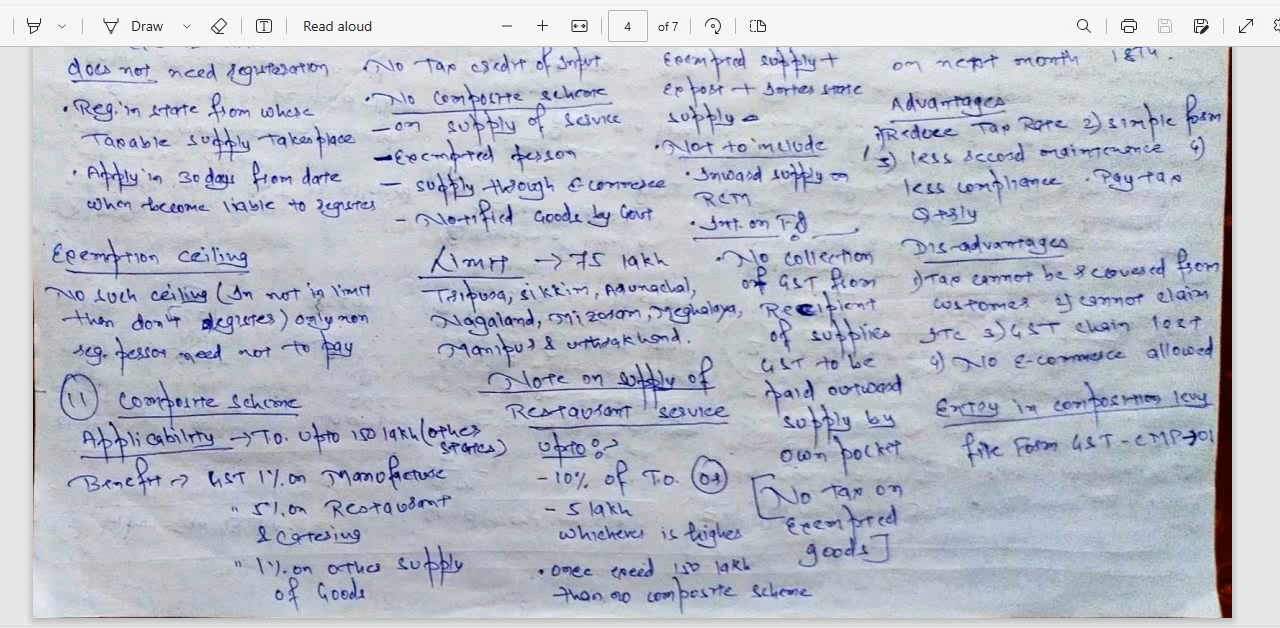 Draw
Read aloud
4
of 7
does not need registeration
• Reg. in state from where
Taxable supply takes place
• Apply in 30 days from date
when become liable to register
Exemption ceiling
No such ceiling (In not in limit
then don't register) only non
reg. person need not to pay
11 Composite Scheme
Applicability → T.O. upto 150 lakh (other
states)
Benefit → GST 1% on manufacture
" 5% on Restaurant
& catering
" 1% on other supply
of Goods
No Tax credit of Input
• No composite scheme
- on supply of service
- Exempted person
- supply through E-commerce
- Notified Goods by Govt
Limit → 75 lakh
Tripura, sikkim, Arunachal,
Nagaland, mizoram, meghalaya,
Manipur & uttrakhand.
Note on supply of
Restaurant service
upto :-
- 10% of T.O. or
- 5 lakh
whichever is higher
• once exeed 150 lakh
than no composite scheme
Exempted supply +
export + Inter state
supply
• Not to include
• Inward supply on
RCM
• Int. on F.D
• No collection
of GST from
Recipient
of supplies
GST to be
paid outward
supply by
own pocket
[No tax on
Exempted
goods]
on next month 18th.
Advantages
1) Reduce Tax Rate 2) simple form
3) less record maintenence 4)
less compliance . Pay tax
Qtrly
Dis-advantages
1) Tax cannot be recovered from
customer 2) cannot claim
ITC 3) GST chain lost
4) No E-commerce allowed
Entry in composition levy
file Form GST-CMP-01